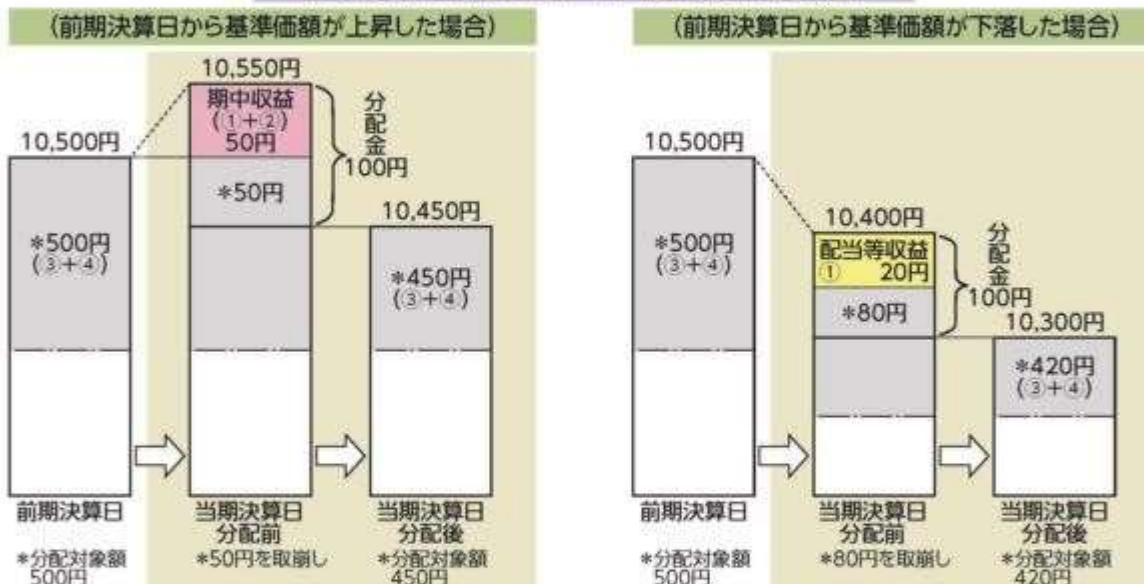 (前期決算日から基準価額が上昇した場合)
10,550円
期中収益
(①+②)
50円
*50円
分配金
100円
10,500円
*500円
(③+④)
10,450円
*450円
(③+④)
前期決算日
*分配対象額
500円
当期決算日
分配前
*50円を取崩し
当期決算日
分配後
*分配対象額
450円
(前期決算日から基準価額が下落した場合)
10,500円
*500円
(③+④)
10,400円
配当等収益
① 20円
*80円
分配金
100円
10,300円
*420円
(③+④)
前期決算日
*分配対象額
500円
当期決算日
分配前
*80円を取崩し
当期決算日
分配後
*分配対象額
420円